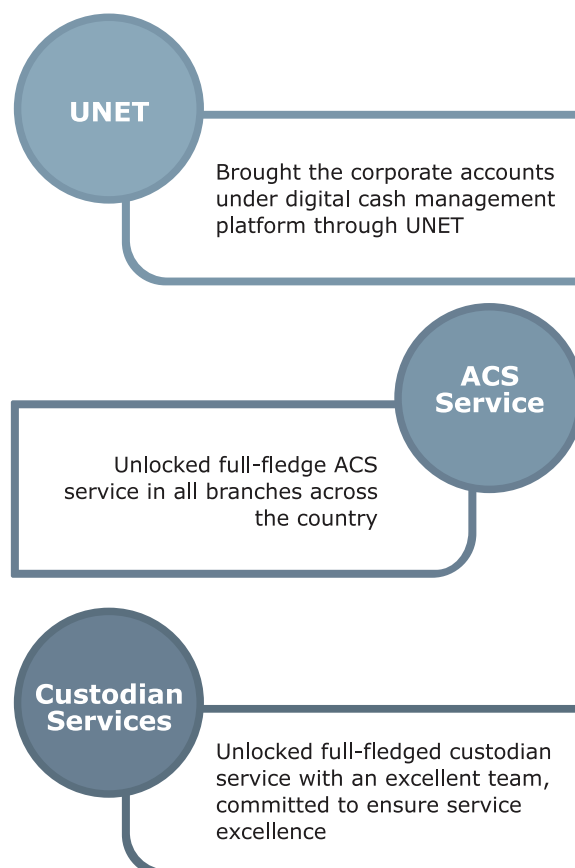 UNET
Brought the corporate accounts
under digital cash management
platform through UNET
ACS
Service
Unlocked full-fledge ACS
service in all branches across
the country
Custodian
Services
Unlocked full-fledged custodian
service with an excellent team,
committed to ensure service
excellence